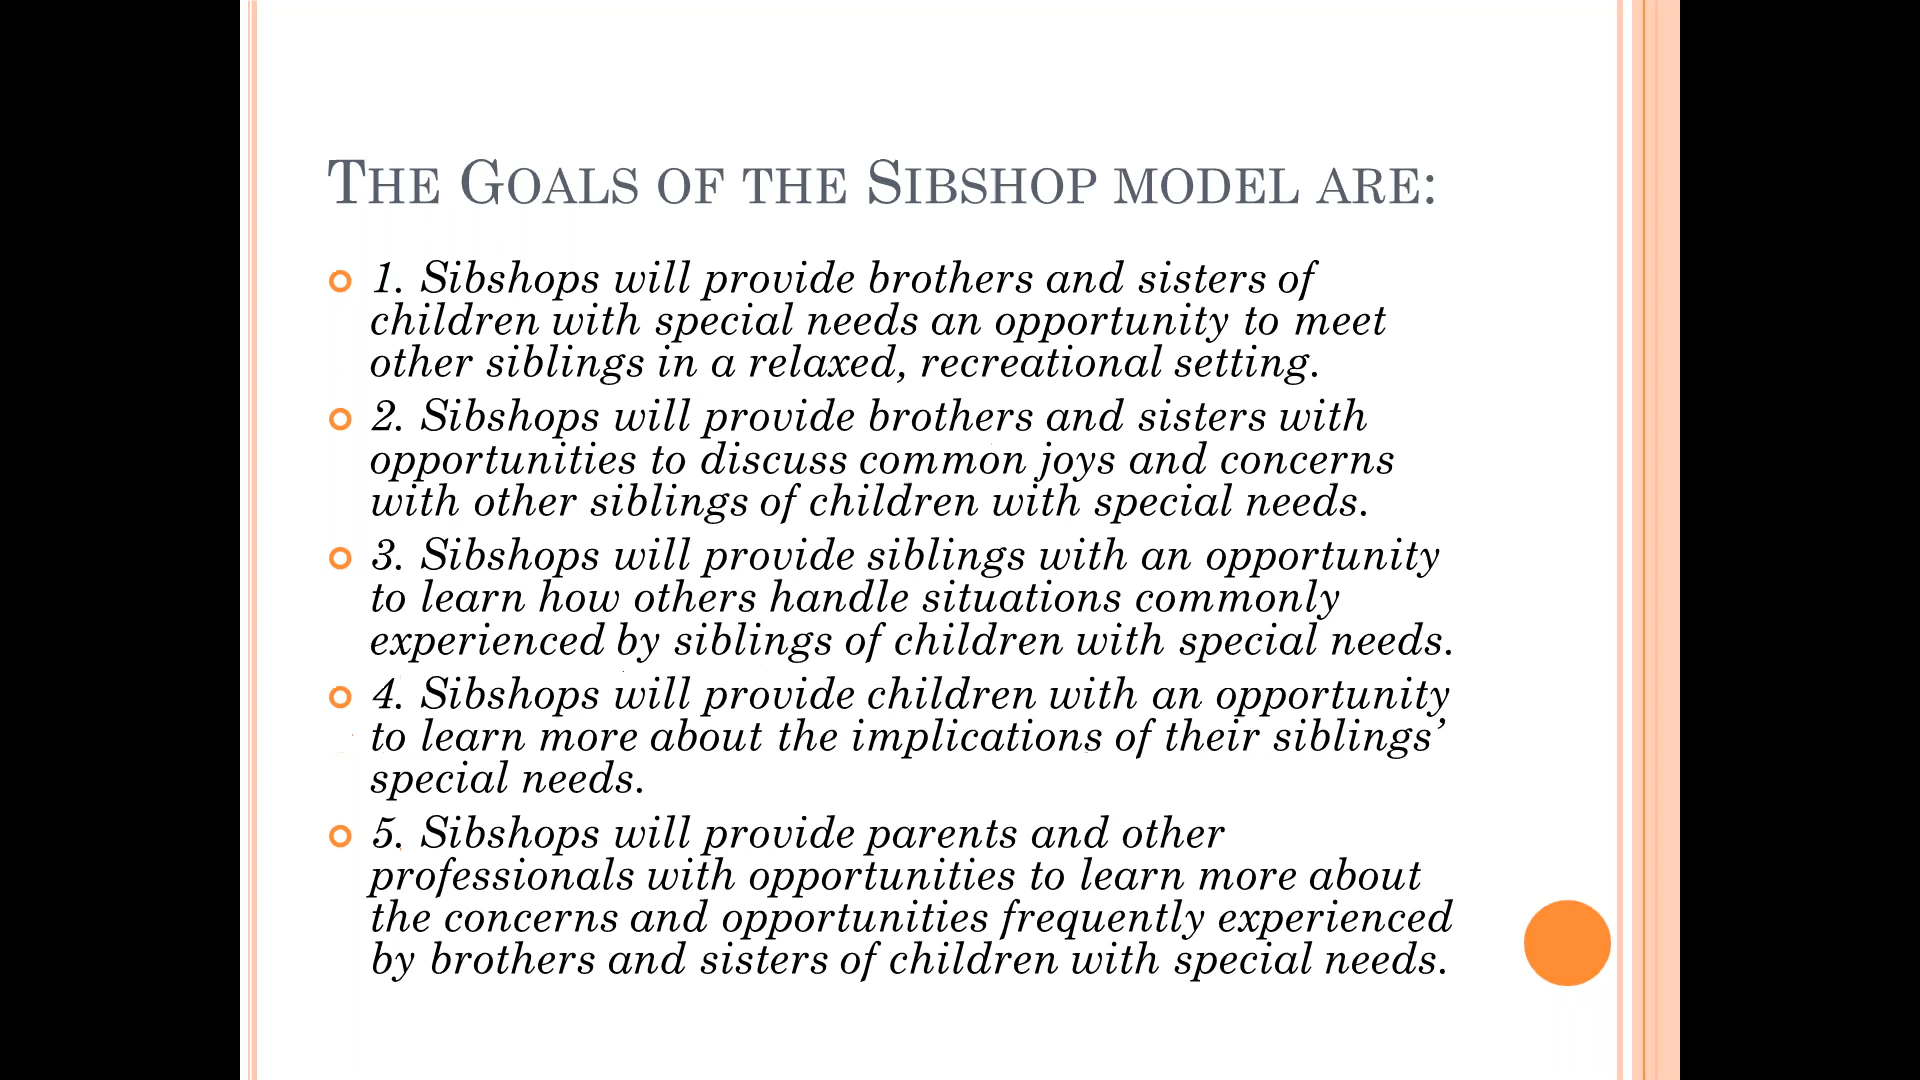 The Goals of the Sibshop model are:
1. Sibshops will provide brothers and sisters of
children with special needs an opportunity to meet
other siblings in a relaxed, recreational setting.
2. Sibshops will provide brothers and sisters with
opportunities to discuss common joys and concerns
with other siblings of children with special needs.
3. Sibshops will provide siblings with an opportunity
to learn how others handle situations commonly
experienced by siblings of children with special needs.
4. Sibshops will provide children with an opportunity
to learn more about the implications of their siblings’
special needs.
5. Sibshops will provide parents and other
professionals with opportunities to learn more about
the concerns and opportunities frequently experienced
by brothers and sisters of children with special needs.